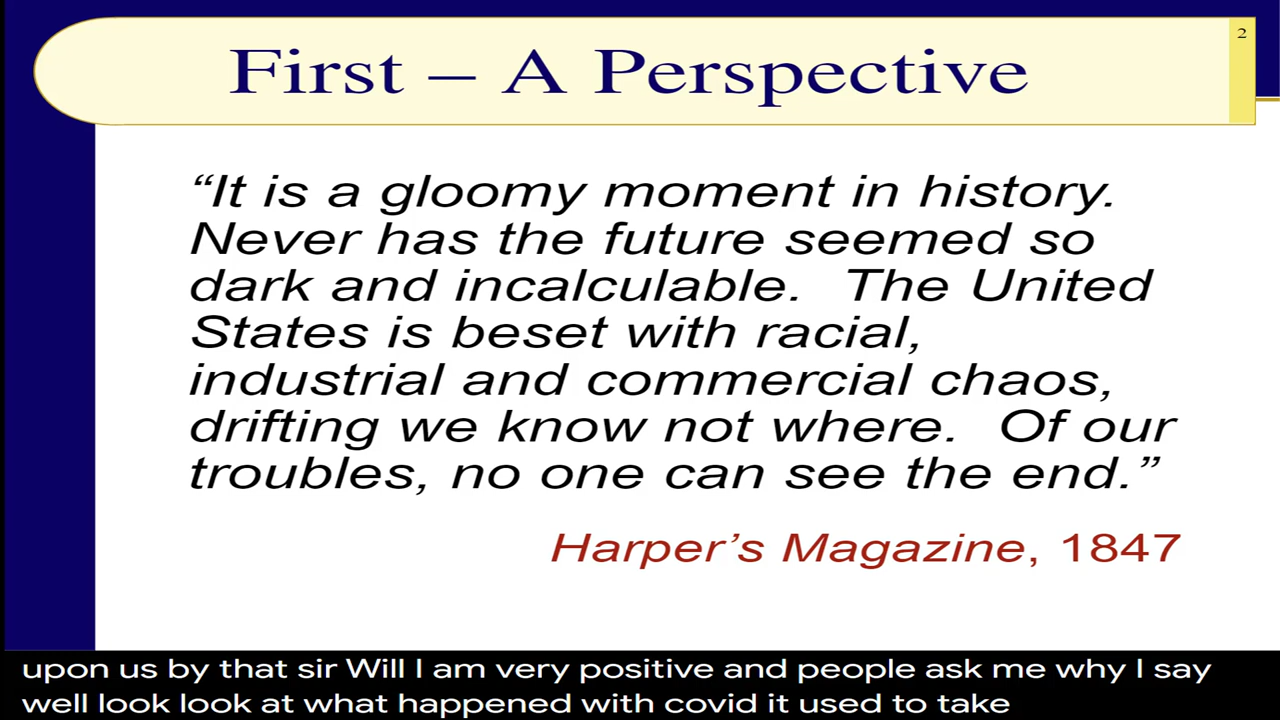 2
First – A Perspective
“It is a gloomy moment in history.
Never has the future seemed so
dark and incalculable. The United
States is beset with racial,
industrial and commercial chaos,
drifting we know not where. Of our
troubles, no one can see the end.”
Harper’s Magazine, 1847
upon us by that sir Will I am very positive and people ask me why I say
well look look at what happened with covid it used to take